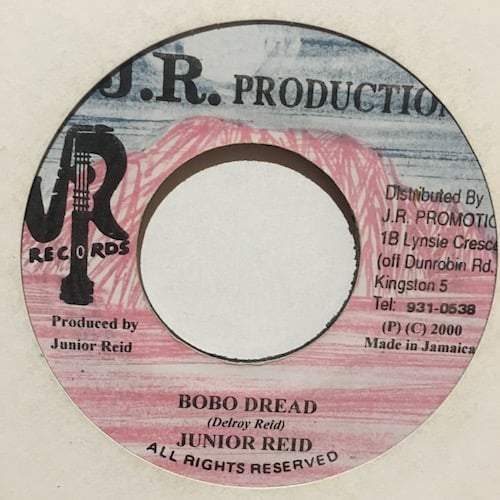 J.R. PRODUCTION
JR
RECORDS
Distributed By
J.R. PROMOTIO
1B Lynsie Cresce
(off Dunrobin Rd.
Kingston 5
Tel: 931-0538
(P) (C) 2000
Made in Jamaica
Produced by
Junior Reid
BOBO DREAD
(Delroy Reid)
JUNIOR REID
ALL RIGHTS RESERVED